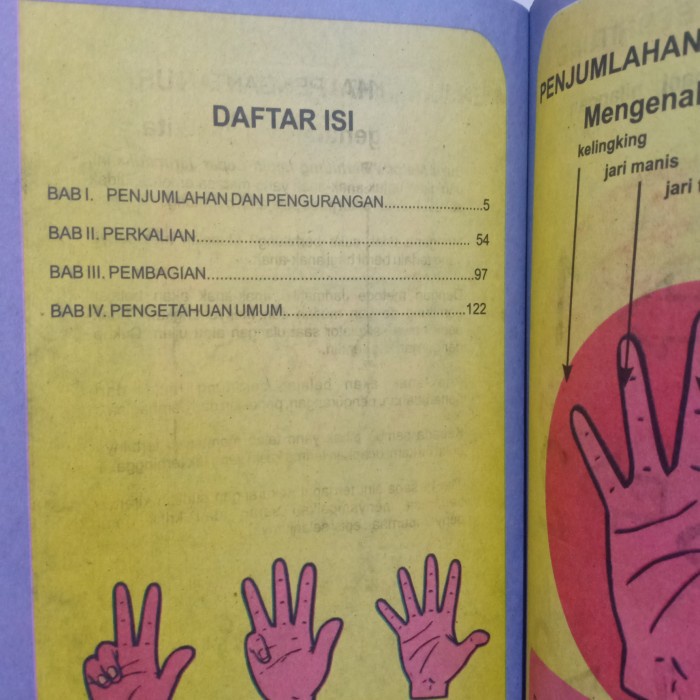 DAFTAR ISI
BAB I. PENJUMLAHAN DAN PENGURANGAN....................5
BAB II. PERKALIAN.......................................................... 54
BAB III. PEMBAGIAN.........................................................97
BAB IV. PENGETAHUAN UMUM.......................................122
PENJUMLAHAN
Mengenal
kelingking
jari manis
jari